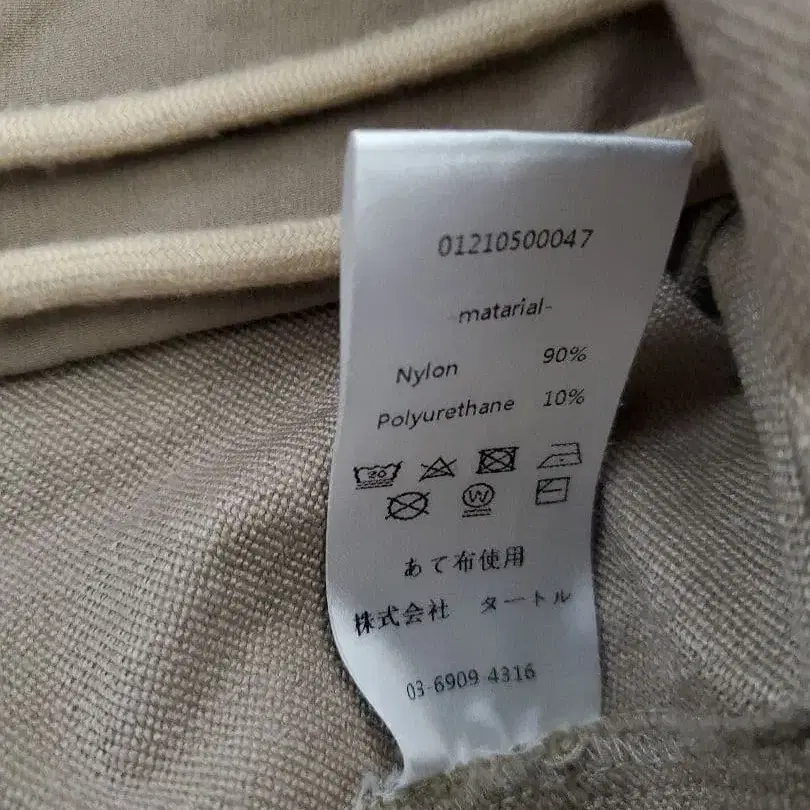 01210500047
-matarial-
Nylon 90%
Polyurethane 10%
あて布使用
株式会社 タートル
03-6909-4316